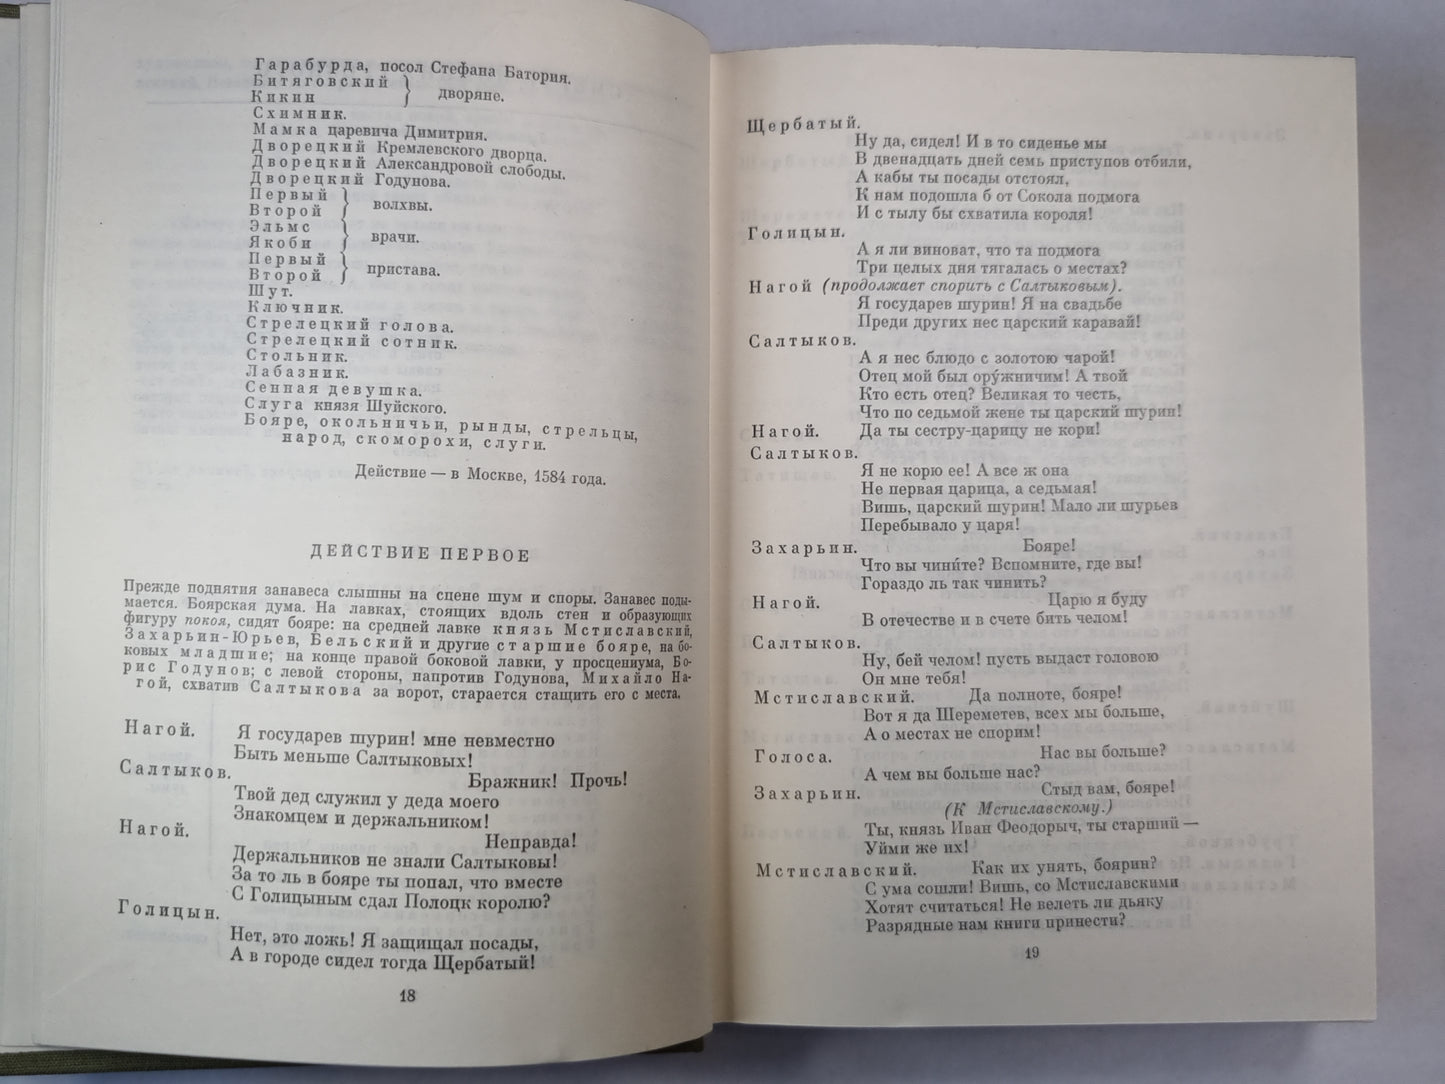 Гарабурда, посол Стефана Батория.
Битяговский
Кикин
дворяне.
Схимник.
Мамка царевича Димитрия.
Дворецкий Кремлевского дворца.
Дворецкий Александровой слободы.
Дворецкий Годунова.
Первый
Второй
волхвы.
Эльмс
Якоби
врачи.
Первый
Второй
пристава.
Шут.
Ключник.
Стрелецкий голова.
Стрелецкий сотник.
Стольник.
Лабазник.
Сенная девушка.
Слуга князя Шуйского.
Бояре, окольничьи, рынды, стрельцы,
народ, скоморохи, слуги.
Действие — в Москве, 1584 года.
ДЕЙСТВИЕ ПЕРВОЕ
Прежде поднятия занавеса слышны на сцене шум и споры. Занавес поды-
мается. Боярская дума. На лавках, стоящих вдоль стен и образующих
фигуру покоя, сидят бояре: на средней лавке князь Мстиславский,
Захарьин-Юрьев, Бельский и другие старшие бояре, на бо-
ковых младшие; на конце правой боковой лавки, у просцениума, Бо-
рис Годунов; с левой стороны, напротив Годунова, Михайло На-
гой, схватив Салтыкова за ворот, старается стащить его с места.
Нагой. Я государев шурин! мне невместно
Быть меньше Салтыковых!
Салтыков. Бражник! Прочь!
Твой дед служил у деда моего
Знакомцем и держальником!
Нагой. Неправда!
Держальников не знали Салтыковы!
За то ль в бояре ты попал, что вместе
С Голицыным сдал Полоцк королю?
Голицын.
Нет, это ложь! Я защищал посады,
А в городе сидел тогда Щербатый!
18
Щербатый.
Ну да, сидел! И в то сиденье мы
В двенадцать дней семь приступов отбили,
А кабы ты посады отстоял,
К нам подошла б от Сокола подмога
И с тылу бы схватила короля!
Голицын.
А я ли виноват, что та подмога
Три целых дня тягалась о местах?
Нагой (продолжает спорить с Салтыковым).
Я государев шурин! Я на свадьбе
Преди других нес царский каравай!
Салтыков.
А я нес блюдо с золотою чарой!
Отец мой был ору́жничим! А твой
Кто есть отец? Великая то честь,
Что по седьмой жене ты царский шурин!
Нагой. Да ты сестру-царицу не кори!
Салтыков.
Я не корю ее! А все ж она
Не первая царица, а седьмая!
Вишь, царский шурин! Мало ли шурьев
Перебывало у царя!
Захарьин. Бояре!
Что вы чини́те? Вспомните, где вы!
Гораздо ль так чинить?
Нагой. Царю я буду
В отечестве и в счете бить челом!
Салтыков.
Ну, бей челом! пусть выдаст головою
Он мне тебя!
Мстиславский. Да полноте, бояре!
Вот я да Шереметев, всех мы больше,
А о местах не спорим!
Голоса. Нас вы больше?
А чем вы больше нас?
Захарьин. Стыд вам, бояре!
(К Мстиславскому.)
Ты, князь Иван Феодорыч, ты старший —
Уйми же их!
Мстиславский. Как их унять, боярин?
С ума сошли! Вишь, со Мстиславскими
Хотят считаться! Не велеть ли дьяку
Разрядные нам книги принести?
19